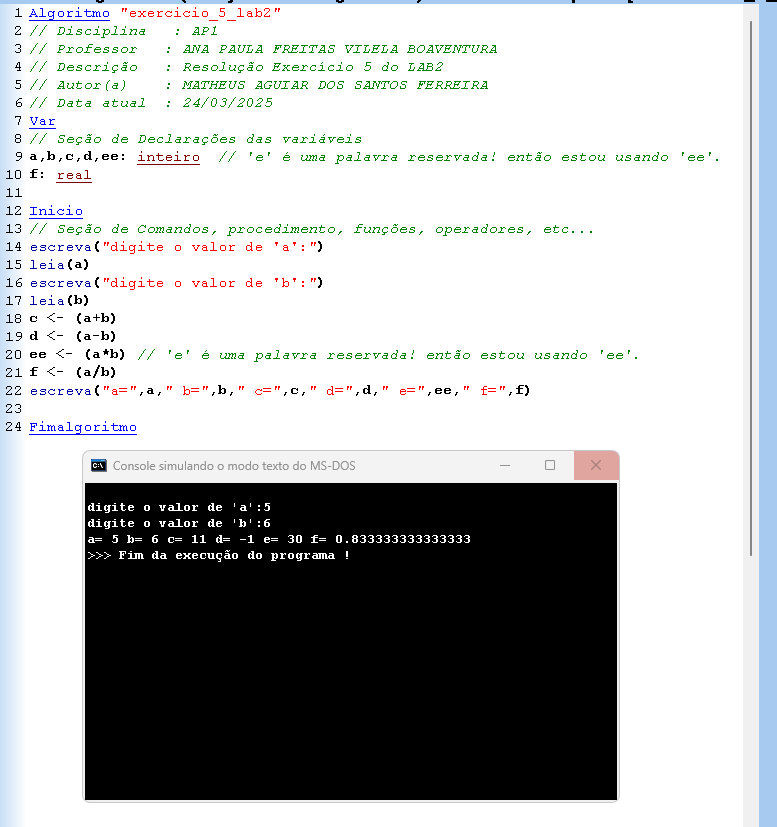 1 Algoritmo "exercicio_5_lab2"
2 // Disciplina   : AP1
3 // Professor   : ANA PAULA FREITAS VILELA BOAVENTURA
4 // Descrição   : Resolução Exercício 5 do LAB2
5 // Autor(a)    : MATHEUS AGUIAR DOS SANTOS FERREIRA
6 // Data atual  : 24/03/2025
7 Var
8 // Seção de Declarações das variáveis
9 a,b,c,d,ee: inteiro  // 'e' é uma palavra reservada! então estou usando 'ee'.
10 f: real
11
12 Inicio
13 // Seção de Comandos, procedimento, funções, operadores, etc...
14 escreva("digite o valor de 'a':")
15 leia(a)
16 escreva("digite o valor de 'b':")
17 leia(b)
18 c <- (a+b)
19 d <- (a-b)
20 ee <- (a*b) // 'e' é uma palavra reservada! então estou usando 'ee'.
21 f <- (a/b)
22 escreva("a=",a," b=",b," c=",c," d=",d," e=",ee," f=",f)
23
24 Fimalgoritmo
C:\ Console simulando o modo texto do MS-DOS
digite o valor de 'a':5
digite o valor de 'b':6
a= 5 b= 6 c= 11 d= -1 e= 30 f= 0.833333333333333
>>> Fim da execução do programa !